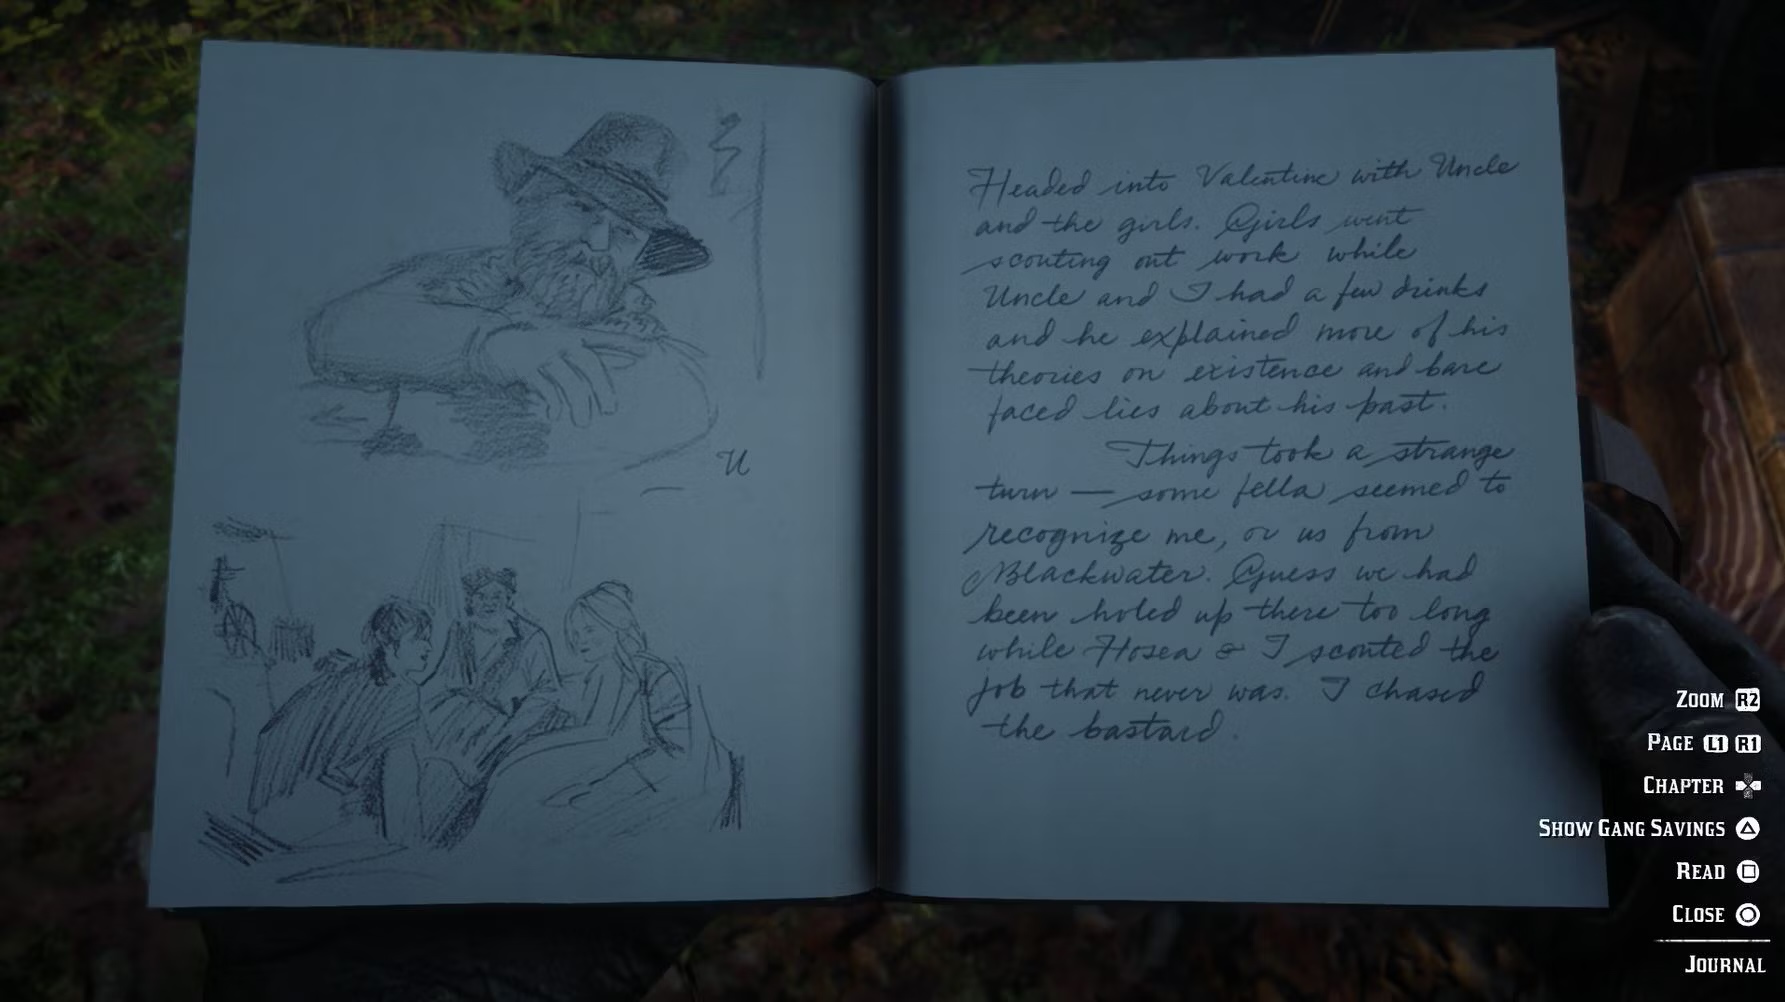 U
Headed into Valentine with Uncle
and the girls. Girls went
scouting out work while
Uncle and I had a few drinks
and he explained more of his
theories on existence and bare
faced lies about his past.
Things took a strange
turn — some fella seemed to
recognize me, or us from
Blackwater. Guess we had
been holed up there too long
while Hosea & I scouted the
job that never was. I chased
the bastard.
ZOOM R2
PAGE L1 R1
CHAPTER
SHOW GANG SAVINGS
READ
CLOSE
JOURNAL